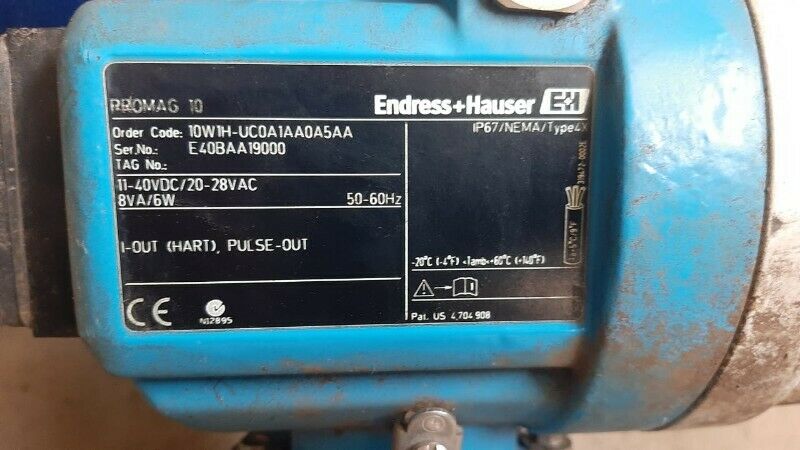 PROMAG 10
Endress+Hauser E+H
IP67/NEMA/Type4X
Order Code: 10W1H-UC0A1AA0A5AA
Ser.No.: E40BAA19000
TAG No.:
11-40VDC/20-28VAC
8VA/6W 50-60Hz
I-OUT (HART), PULSE-OUT
-20°C (-4°F) <Tamb<+60°C (+140°F)
319472-0002E
CE
N12895
Pat. US 4,704 908